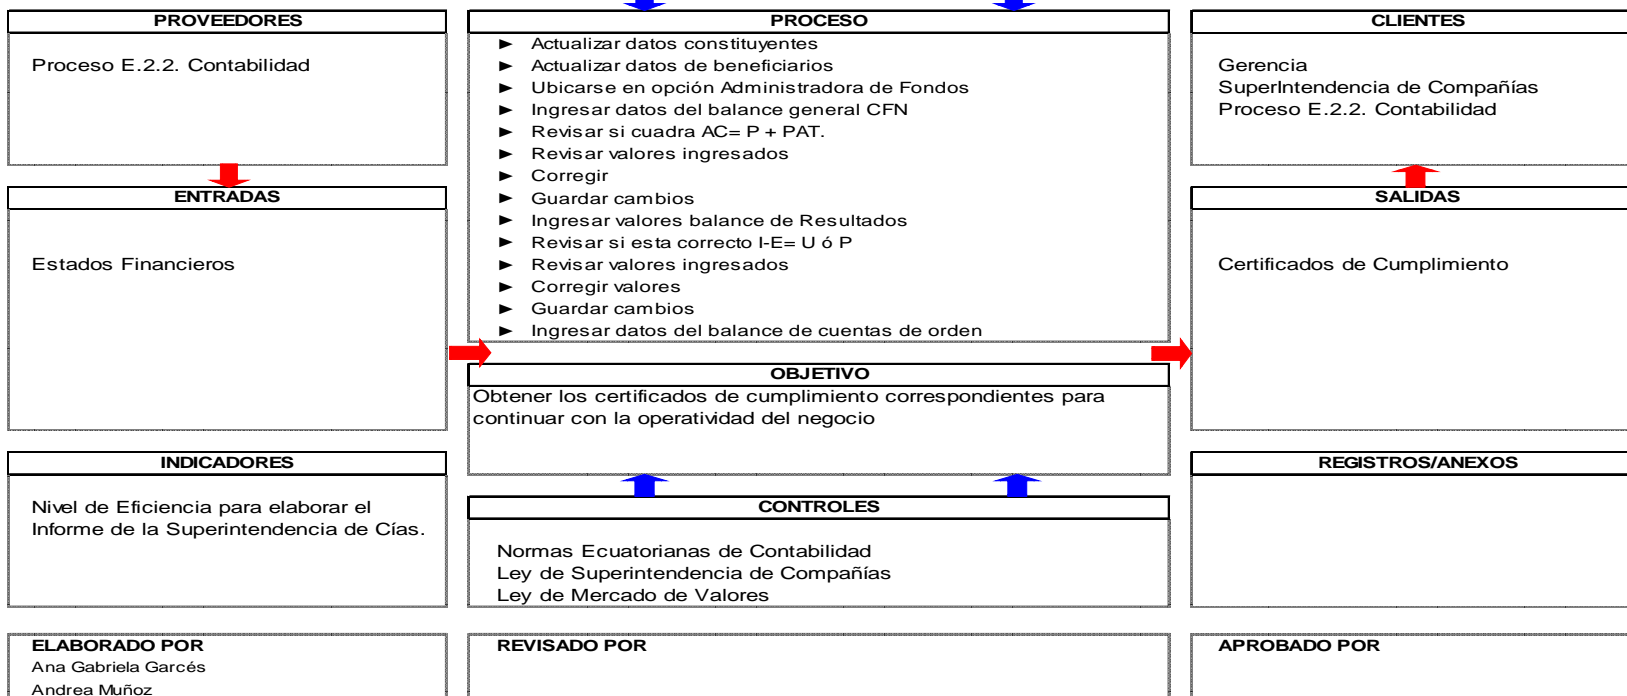 PROVEEDORES
Proceso E.2.2. Contabilidad
PROCESO
► Actualizar datos constituyentes
► Actualizar datos de beneficiarios
► Ubicarse en opción Administradora de Fondos
► Ingresar datos del balance general CFN
► Revisar si cuadra AC= P + PAT.
► Revisar valores ingresados
► Corregir
► Guardar cambios
► Ingresar valores balance de Resultados
► Revisar si esta correcto I-E= U ó P
► Revisar valores ingresados
► Corregir valores
► Guardar cambios
► Ingresar datos del balance de cuentas de orden
CLIENTES
Gerencia
SuperIntendencia de Compañías
Proceso E.2.2. Contabilidad
ENTRADAS
Estados Financieros
SALIDAS
Certificados de Cumplimiento
OBJETIVO
Obtener los certificados de cumplimiento correspondientes para
continuar con la operatividad del negocio
INDICADORES
Nivel de Eficiencia para elaborar el
Informe de la Superintendencia de Cías.
CONTROLES
Normas Ecuatorianas de Contabilidad
Ley de Superintendencia de Compañías
Ley de Mercado de Valores
REGISTROS/ANEXOS
ELABORADO POR
Ana Gabriela Garcés
Andrea Muñoz
REVISADO POR
APROBADO POR